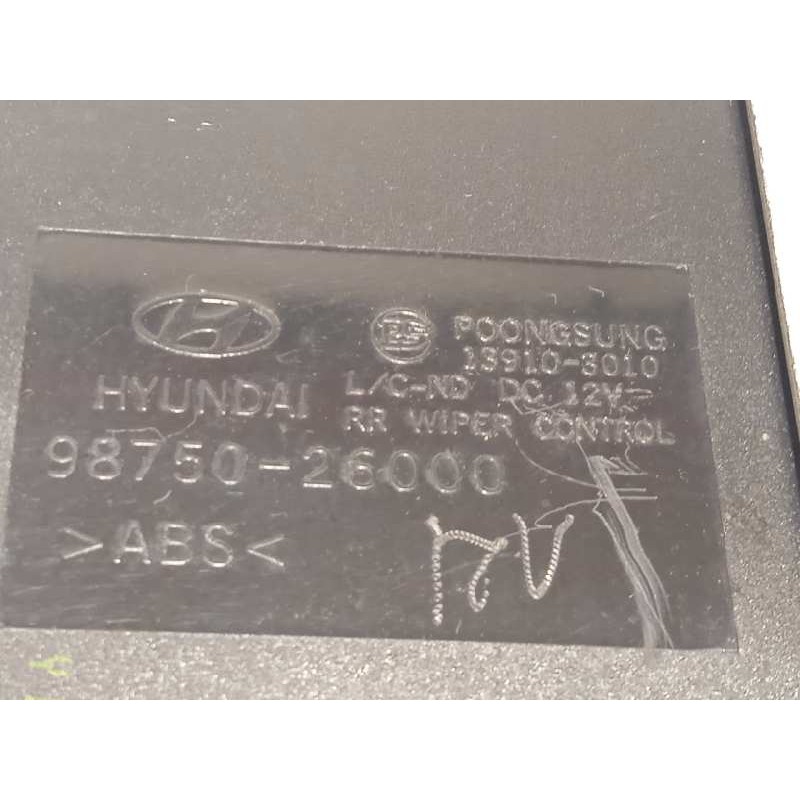 HYUNDAI
98750-26000
>ABS<
POONGSUNG
13910-3010
L/C-ND DC 12V
RR WIPER CONTROL